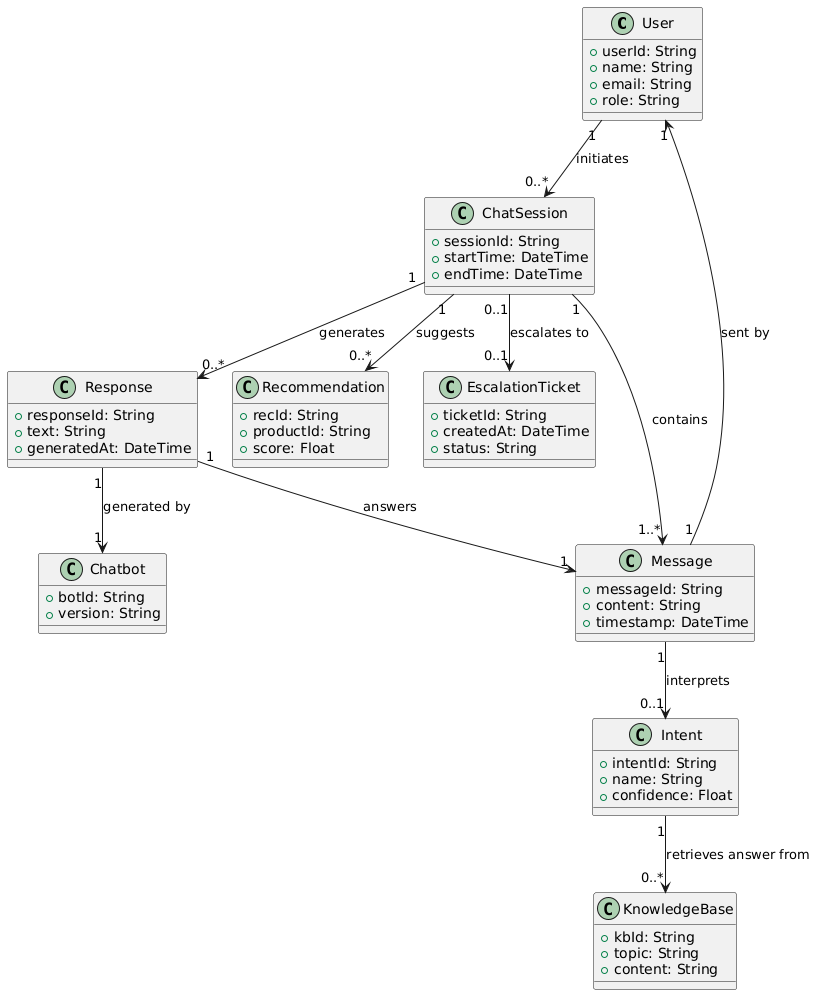 C User
userId: String
name: String
email: String
role: String
1
1
initiates
0..*
C ChatSession
sessionId: String
startTime: DateTime
endTime: DateTime
1
1
0..1
1
generates
suggests
escalates to
sent by
0..*
0..*
0..1
C Response
responseId: String
text: String
generatedAt: DateTime
C Recommendation
recId: String
productId: String
score: Float
C EscalationTicket
ticketId: String
createdAt: DateTime
status: String
contains
1
1
generated by
answers
1
1
1..*
1
C Chatbot
botId: String
version: String
C Message
messageId: String
content: String
timestamp: DateTime
1
interprets
0..1
C Intent
intentId: String
name: String
confidence: Float
1
retrieves answer from
0..*
C KnowledgeBase
kbId: String
topic: String
content: String